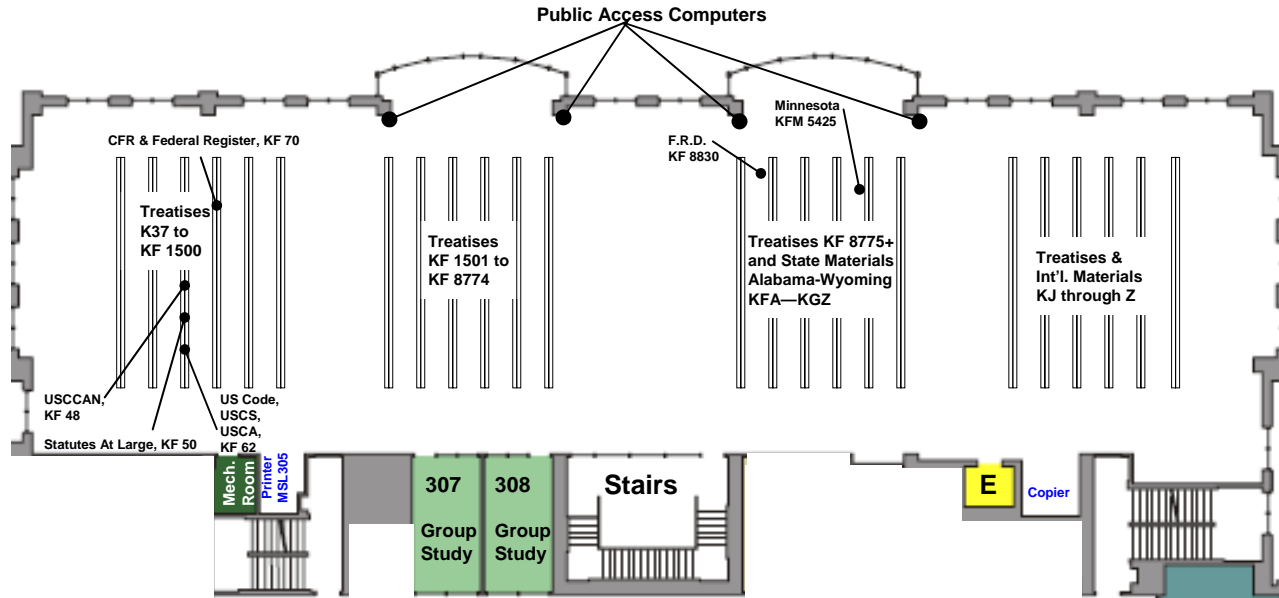 Public Access Computers
Minnesota
KFM 5425
CFR & Federal Register, KF 70
F.R.D.
KF 8830
Treatises
K37 to
KF 1500
Treatises
KF 1501 to
KF 8774
Treatises KF 8775+
and State Materials
Alabama-Wyoming
KFA—KGZ
Treatises &
Int'l. Materials
KJ through Z
USCCAN,
KF 48
Statutes At Large, KF 50
US Code,
USCS,
USCA,
KF 62
Mech.
Room
Printer
MSL305
307
Group
Study
308
Group
Study
Stairs
E
Copier